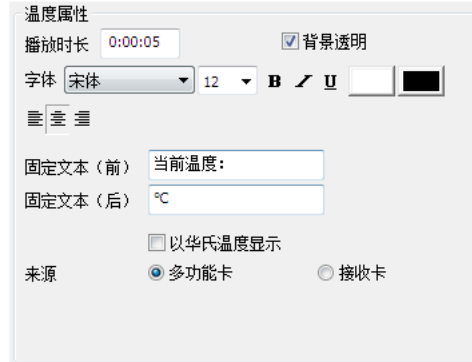 温度属性
播放时长 0:00:05 背景透明
字体 宋体 12 B I U
固定文本（前） 当前温度：
固定文本（后） ℃
以华氏温度显示
来源 多功能卡 接收卡